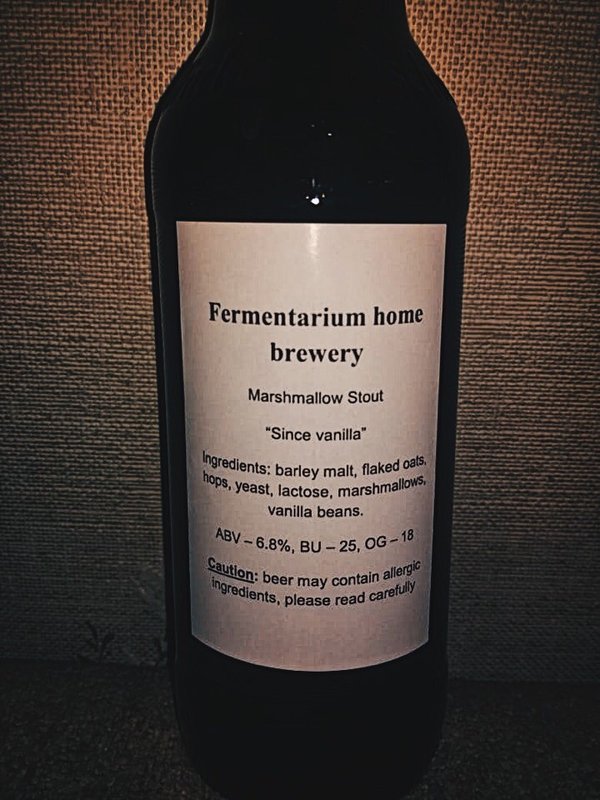 Fermentarium home
brewery
Marshmallow Stout
“Since vanilla”
Ingredients: barley malt, flaked oats,
hops, yeast, lactose, marshmallows,
vanilla beans.
ABV – 6.8%, BU – 25, OG – 18
Caution: beer may contain allergic
ingredients, please read carefully